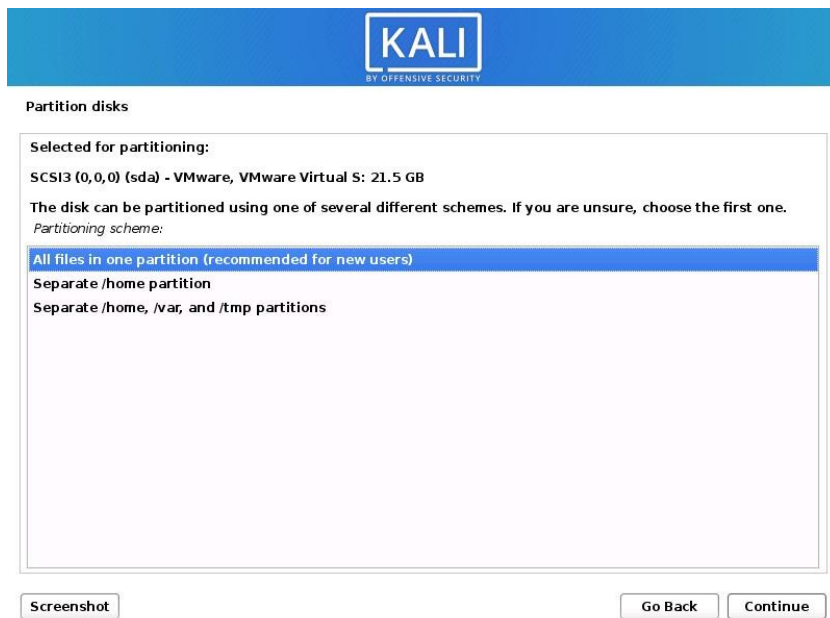 KALI
BY OFFENSIVE SECURITY
Partition disks
Selected for partitioning:
SCSI3 (0,0,0) (sda) - VMware, VMware Virtual S: 21.5 GB
The disk can be partitioned using one of several different schemes. If you are unsure, choose the first one.
Partitioning scheme:
All files in one partition (recommended for new users)
Separate /home partition
Separate /home, /var, and /tmp partitions
Screenshot
Go Back
Continue